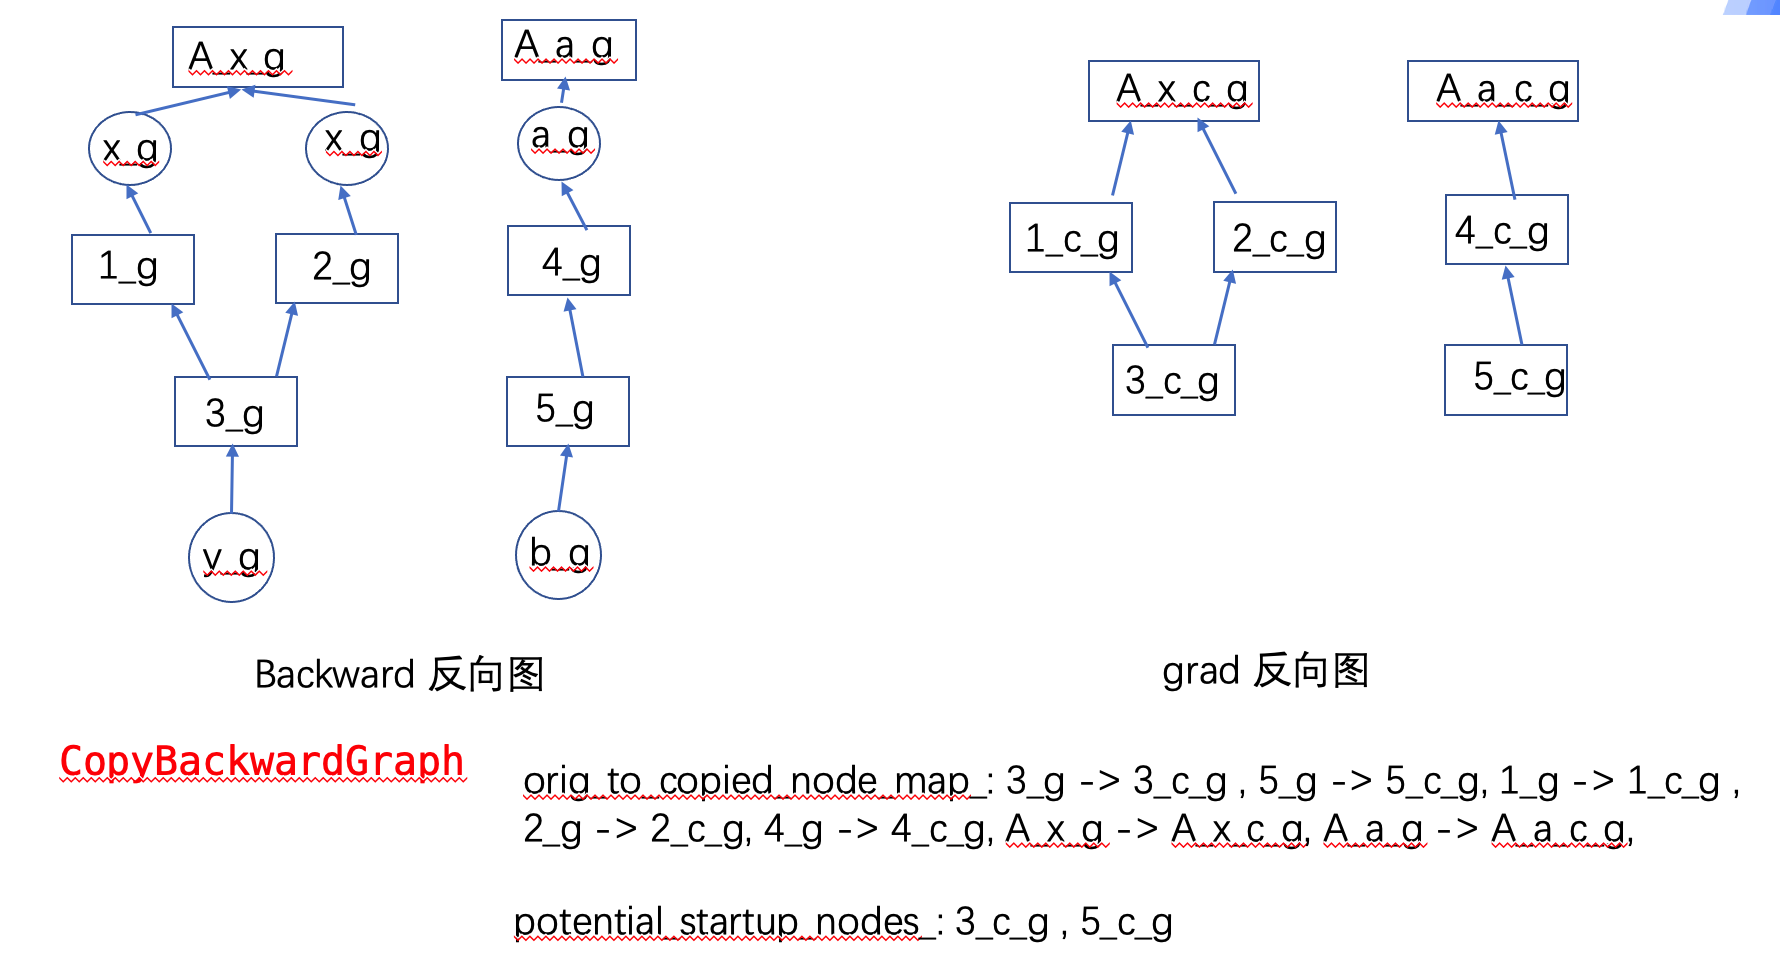 A_x_g
A_a_g
A_x_c_g
A_a_c_g
x_g
x_g
a_g
1_g
2_g
4_g
1_c_g
2_c_g
4_c_g
3_g
5_g
3_c_g
5_c_g
y_g
b_g
Backward 反向图
grad 反向图
CopyBackwardGraph
orig_to_copied_node_map_: 3_g -> 3_c_g , 5_g -> 5_c_g, 1_g -> 1_c_g ,
2_g -> 2_c_g, 4_g -> 4_c_g, A_x_g -> A_x_c_g, A_a_g -> A_a_c_g,
potential_startup_nodes_: 3_c_g , 5_c_g